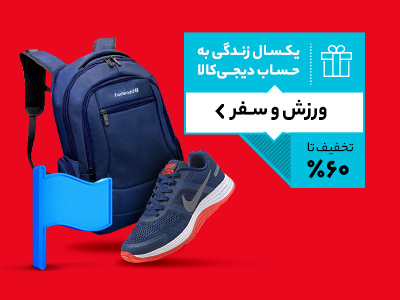 یکسال زندگی به
حساب دیجی‌کالا
ورزش و سفر
تخفیف تا
%۶۰